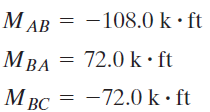 M_AB = −108.0 k · ft
M_BA = 72.0 k · ft
M_BC = −72.0 k · ft